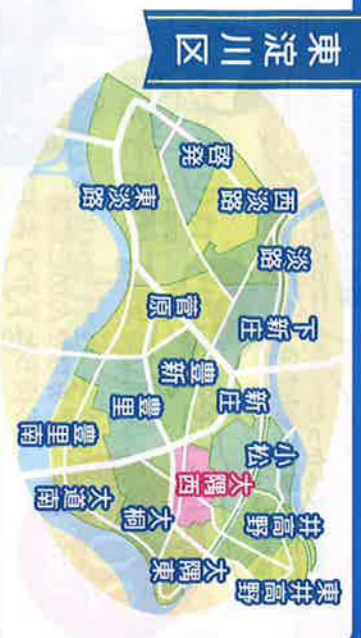 東淀川区
啓発
西淡路
東淡路
淡路
下新庄
菅原
豊新
新庄
豊里
豊里南
小松
大隅西
大桐
大道南
井高野
大隅東
東井高野